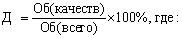 Д = Об(качеств)/Об(всего) × 100%, где: